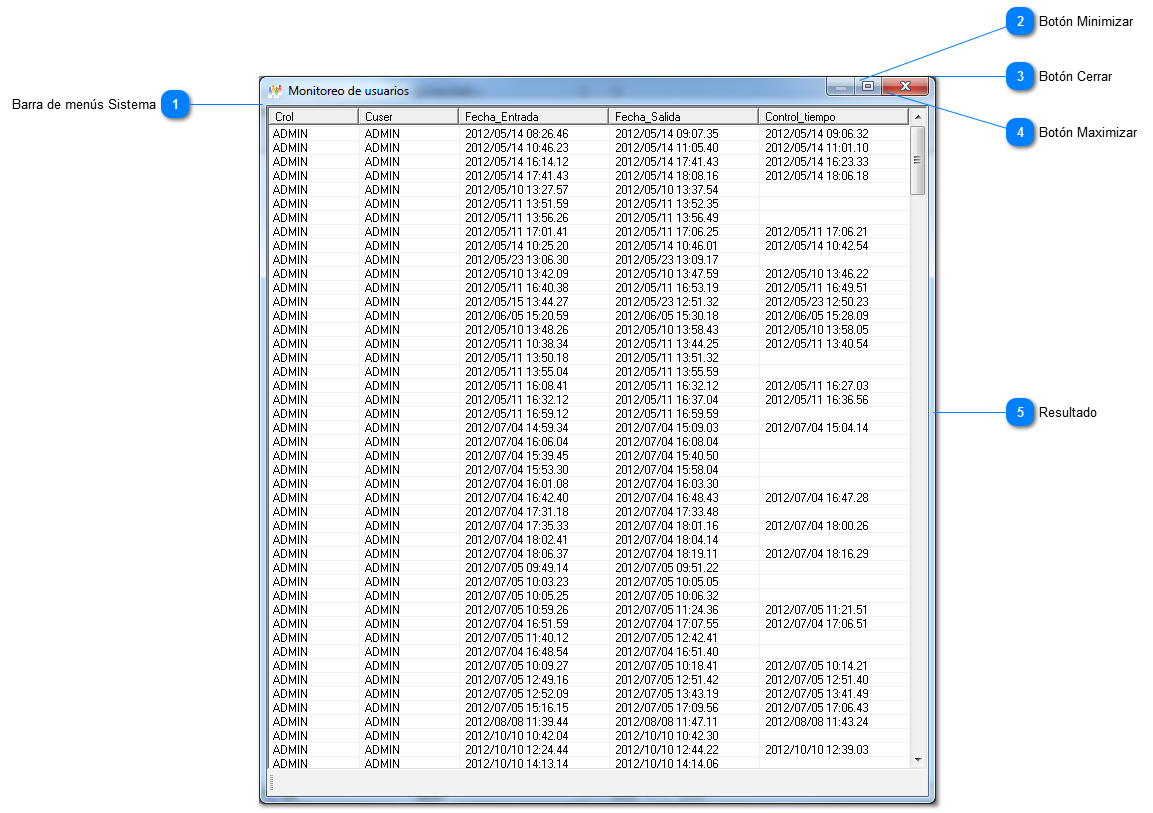 2 Botón Minimizar
3 Botón Cerrar
Barra de menús Sistema 1
Monitoreo de usuarios
4 Botón Maximizar
Crol Cuser Fecha_Entrada Fecha_Salida Control_tiempo
ADMIN ADMIN 2012/05/14 08:26.46 2012/05/14 09:07.35 2012/05/14 09:06.32
ADMIN ADMIN 2012/05/14 10:46.23 2012/05/14 11:05.40 2012/05/14 11:01.10
ADMIN ADMIN 2012/05/14 16:14.12 2012/05/14 17:41.43 2012/05/14 16:23.33
ADMIN ADMIN 2012/05/14 17:41.43 2012/05/14 18:08.16 2012/05/14 18:06.18
ADMIN ADMIN 2012/05/10 13:27.57 2012/05/10 13:37.54
ADMIN ADMIN 2012/05/11 13:51.59 2012/05/11 13:52.35
ADMIN ADMIN 2012/05/11 13:56.26 2012/05/11 13:56.49
ADMIN ADMIN 2012/05/11 17:01.41 2012/05/11 17:06.25 2012/05/11 17:06.21
ADMIN ADMIN 2012/05/14 10:25.20 2012/05/14 10:46.01 2012/05/14 10:42.54
ADMIN ADMIN 2012/05/23 13:06.30 2012/05/23 13:09.17
ADMIN ADMIN 2012/05/10 13:42.09 2012/05/10 13:47.59 2012/05/10 13:46.22
ADMIN ADMIN 2012/05/11 16:40.38 2012/05/11 16:53.19 2012/05/11 16:49.51
ADMIN ADMIN 2012/05/15 13:44.27 2012/05/23 12:51.32 2012/05/23 12:50.23
ADMIN ADMIN 2012/06/05 15:20.59 2012/06/05 15:30.18 2012/06/05 15:28.09
ADMIN ADMIN 2012/05/10 13:48.26 2012/05/10 13:58.43 2012/05/10 13:58.05
ADMIN ADMIN 2012/05/11 10:38.34 2012/05/11 13:44.25 2012/05/11 13:40.54
ADMIN ADMIN 2012/05/11 13:50.18 2012/05/11 13:51.32
ADMIN ADMIN 2012/05/11 13:55.04 2012/05/11 13:55.59
ADMIN ADMIN 2012/05/11 16:08.41 2012/05/11 16:32.12 2012/05/11 16:27.03
ADMIN ADMIN 2012/05/11 16:32.12 2012/05/11 16:37.04 2012/05/11 16:36.56
ADMIN ADMIN 2012/05/11 16:59.12 2012/05/11 16:59.59
5 Resultado
ADMIN ADMIN 2012/07/04 14:59.34 2012/07/04 15:09.03 2012/07/04 15:04.14
ADMIN ADMIN 2012/07/04 16:06.04 2012/07/04 16:08.04
ADMIN ADMIN 2012/07/04 15:39.45 2012/07/04 15:40.50
ADMIN ADMIN 2012/07/04 15:53.30 2012/07/04 15:58.04
ADMIN ADMIN 2012/07/04 16:01.08 2012/07/04 16:03.30
ADMIN ADMIN 2012/07/04 16:42.40 2012/07/04 16:48.43 2012/07/04 16:47.28
ADMIN ADMIN 2012/07/04 17:31.18 2012/07/04 17:33.48
ADMIN ADMIN 2012/07/04 17:35.33 2012/07/04 18:01.16 2012/07/04 18:00.26
ADMIN ADMIN 2012/07/04 18:02.41 2012/07/04 18:04.14
ADMIN ADMIN 2012/07/04 18:06.37 2012/07/04 18:19.11 2012/07/04 18:16.29
ADMIN ADMIN 2012/07/05 09:49.14 2012/07/05 09:51.22
ADMIN ADMIN 2012/07/05 10:03.23 2012/07/05 10:05.05
ADMIN ADMIN 2012/07/05 10:05.25 2012/07/05 10:06.32
ADMIN ADMIN 2012/07/05 10:59.26 2012/07/05 11:24.36 2012/07/05 11:21.51
ADMIN ADMIN 2012/07/04 16:51.59 2012/07/04 17:07.55 2012/07/04 17:06.51
ADMIN ADMIN 2012/07/05 11:40.12 2012/07/05 12:42.41
ADMIN ADMIN 2012/07/04 16:48.54 2012/07/04 16:51.40
ADMIN ADMIN 2012/07/05 10:09.27 2012/07/05 10:18.41 2012/07/05 10:14.21
ADMIN ADMIN 2012/07/05 12:49.16 2012/07/05 12:51.42 2012/07/05 12:51.40
ADMIN ADMIN 2012/07/05 12:52.09 2012/07/05 13:43.19 2012/07/05 13:41.49
ADMIN ADMIN 2012/07/05 15:16.15 2012/07/05 17:09.56 2012/07/05 17:06.43
ADMIN ADMIN 2012/08/08 11:39.44 2012/08/08 11:47.11 2012/08/08 11:43.24
ADMIN ADMIN 2012/10/10 10:42.04 2012/10/10 10:42.30
ADMIN ADMIN 2012/10/10 12:24.44 2012/10/10 12:44.22 2012/10/10 12:39.03
ADMIN ADMIN 2012/10/10 14:13.14 2012/10/10 14:14.06